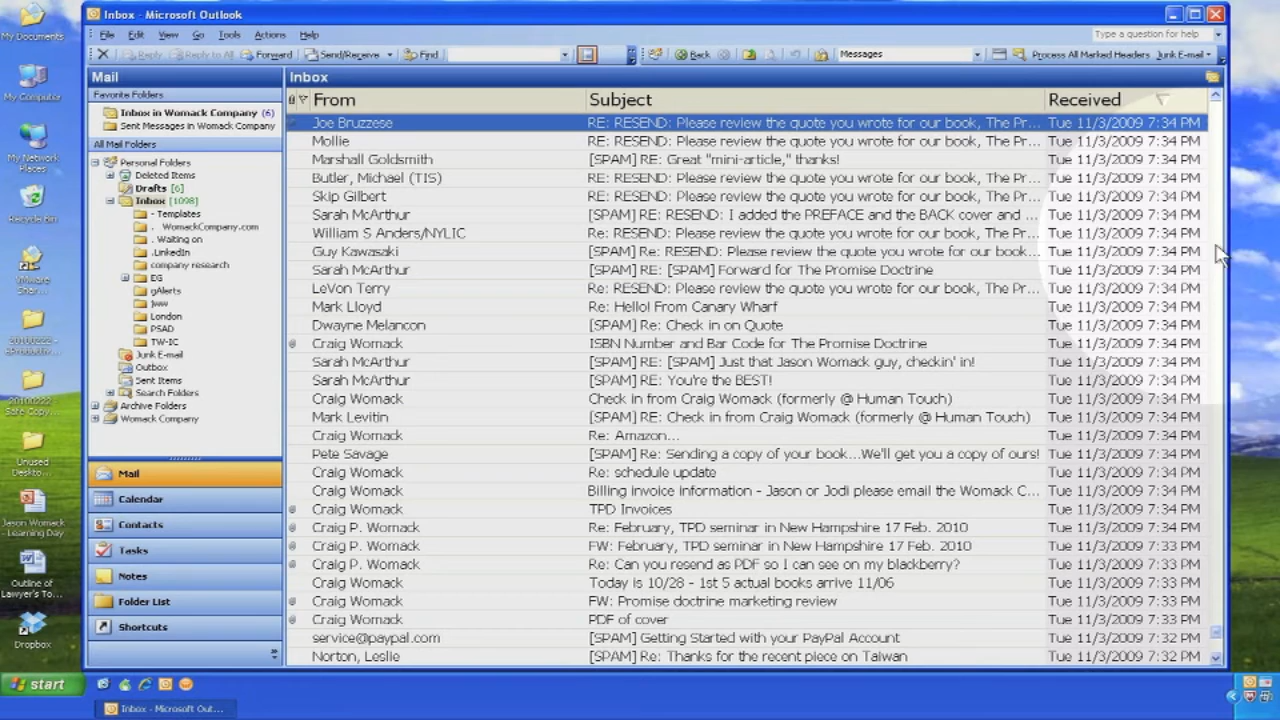 Inbox - Microsoft Outlook
File Edit View Go Tools Actions Help
Type a question for help
Reply Reply to All Forward Send/Receive Find Back Messages Process All Marked Headers Junk E-mail
Mail
Favorite Folders
Inbox in Womack Company (6)
Sent Messages in Womack Company
All Mail Folders
Personal Folders
Deleted Items
Drafts [6]
Inbox [1098]
- Templates
. WomackCompany.com
. Waiting on
.LinkedIn
company research
EG
gAlerts
jww
London
PSAD
TW-IC
Junk E-mail
Outbox
Sent Items
Search Folders
Archive Folders
Womack Company
Mail
Calendar
Contacts
Tasks
Notes
Folder List
Shortcuts
Inbox
From Subject Received
Joe Bruzzese RE: RESEND: Please review the quote you wrote for our book, The Pr... Tue 11/3/2009 7:34 PM
Mollie RE: RESEND: Please review the quote you wrote for our book, The Pr... Tue 11/3/2009 7:34 PM
Marshall Goldsmith [SPAM] RE: Great "mini-article," thanks! Tue 11/3/2009 7:34 PM
Butler, Michael (TIS) RE: RESEND: Please review the quote you wrote for our book, The Pr... Tue 11/3/2009 7:34 PM
Skip Gilbert RE: RESEND: Please review the quote you wrote for our book, The Pr... Tue 11/3/2009 7:34 PM
Sarah McArthur [SPAM] RE: RESEND: I added the PREFACE and the BACK cover and ... Tue 11/3/2009 7:34 PM
William S Anders/NYLIC Re: RESEND: Please review the quote you wrote for our book, The Pr... Tue 11/3/2009 7:34 PM
Guy Kawasaki [SPAM] Re: RESEND: Please review the quote you wrote for our book... Tue 11/3/2009 7:34 PM
Sarah McArthur [SPAM] RE: [SPAM] Forward for The Promise Doctrine Tue 11/3/2009 7:34 PM
LeVon Terry RE: RESEND: Please review the quote you wrote for our book, The Pr... Tue 11/3/2009 7:34 PM
Mark Lloyd Re: Hello! From Canary Wharf Tue 11/3/2009 7:34 PM
Dwayne Melancon [SPAM] Re: Check in on Quote Tue 11/3/2009 7:34 PM
Craig Womack ISBN Number and Bar Code for The Promise Doctrine Tue 11/3/2009 7:34 PM
Sarah McArthur [SPAM] RE: [SPAM] Just that Jason Womack guy, checkin' in! Tue 11/3/2009 7:34 PM
Sarah McArthur [SPAM] RE: You're the BEST! Tue 11/3/2009 7:34 PM
Craig Womack Check in from Craig Womack (formerly @ Human Touch) Tue 11/3/2009 7:34 PM
Mark Levitin [SPAM] RE: Check in from Craig Womack (formerly @ Human Touch) Tue 11/3/2009 7:34 PM
Craig Womack Re: Amazon... Tue 11/3/2009 7:34 PM
Pete Savage [SPAM] Re: Sending a copy of your book...We'll get you a copy of ours! Tue 11/3/2009 7:34 PM
Craig Womack Re: schedule update Tue 11/3/2009 7:34 PM
Craig Womack Billing invoice information - Jason or Jodi please email the Womack C... Tue 11/3/2009 7:34 PM
Craig Womack TPD Invoices Tue 11/3/2009 7:34 PM
Craig P. Womack Re: February, TPD seminar in New Hampshire 17 Feb. 2010 Tue 11/3/2009 7:34 PM
Craig P. Womack FW: February, TPD seminar in New Hampshire 17 Feb. 2010 Tue 11/3/2009 7:33 PM
Craig P. Womack Re: Can you resend as PDF so I can see on my blackberry? Tue 11/3/2009 7:33 PM
Craig Womack Today is 10/28 - 1st 5 actual books arrive 11/06 Tue 11/3/2009 7:33 PM
Craig Womack FW: Promise doctrine marketing review Tue 11/3/2009 7:33 PM
Craig Womack PDF of cover Tue 11/3/2009 7:33 PM
service@paypal.com [SPAM] Getting Started with your PayPal Account Tue 11/3/2009 7:32 PM
Norton, Leslie [SPAM] Re: Thanks for the recent piece on Taiwan Tue 11/3/2009 7:32 PM
My Documents
My Computer
My Network Places
Recycle Bin
VMware Shar...
20100222 -
20100222 Safe Copy...
Unused Deskto...
Jason Womack - Learning Day
Outline of Lawyer's To...
Dropbox
start
Inbox - Microsoft Out...